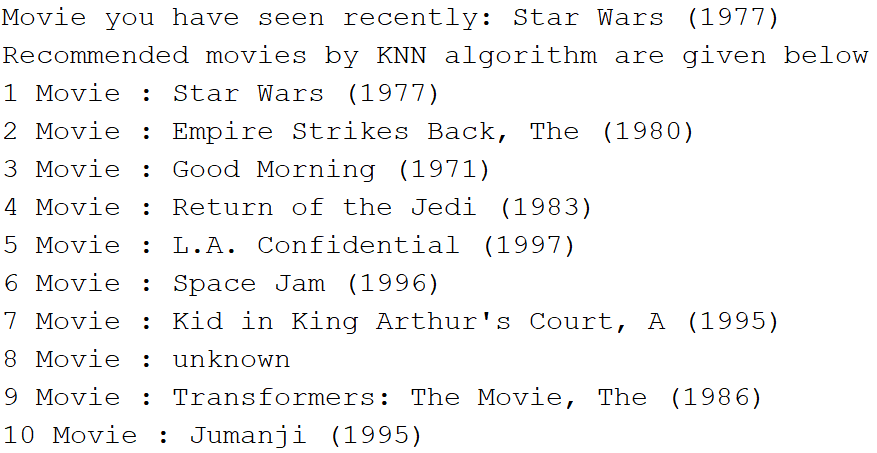 Movie you have seen recently: Star Wars (1977)
Recommended movies by KNN algorithm are given below
1 Movie : Star Wars (1977)
2 Movie : Empire Strikes Back, The (1980)
3 Movie : Good Morning (1971)
4 Movie : Return of the Jedi (1983)
5 Movie : L.A. Confidential (1997)
6 Movie : Space Jam (1996)
7 Movie : Kid in King Arthur's Court, A (1995)
8 Movie : unknown
9 Movie : Transformers: The Movie, The (1986)
10 Movie : Jumanji (1995)